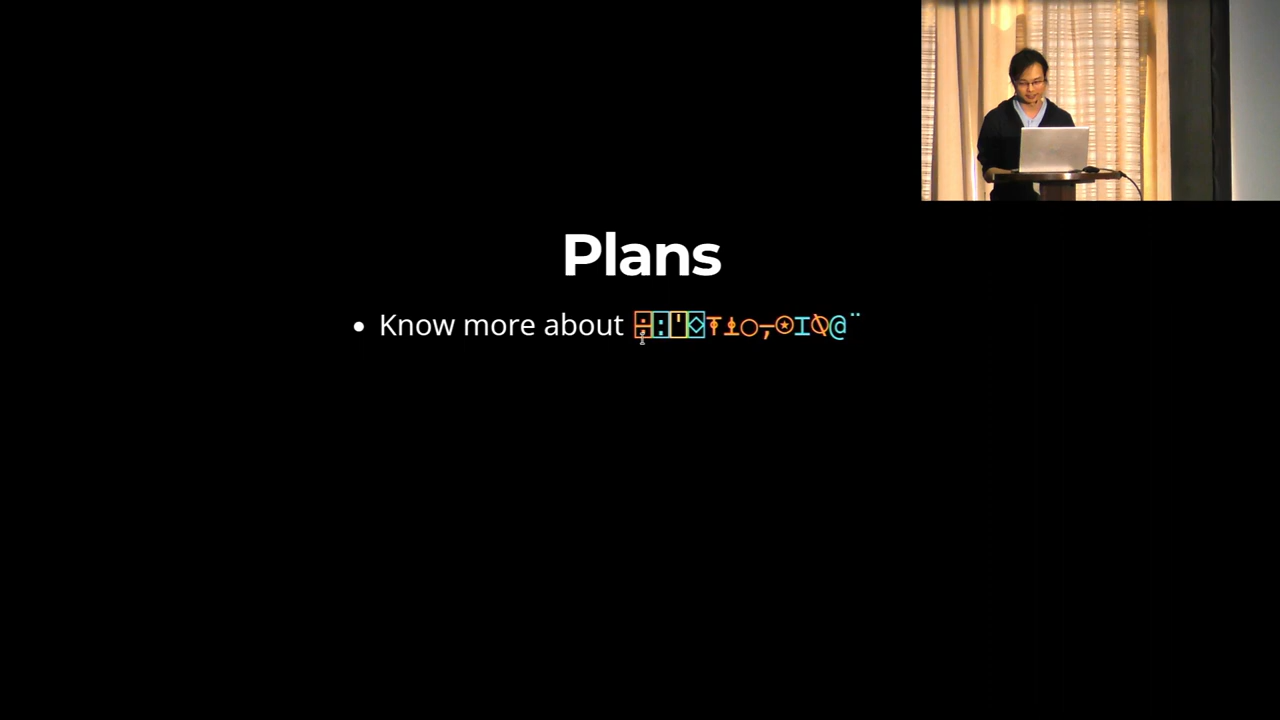 Plans
• Know more about ⌹⍠⍞⌺⍕⍎○⍪⍟⌶⍉@¨